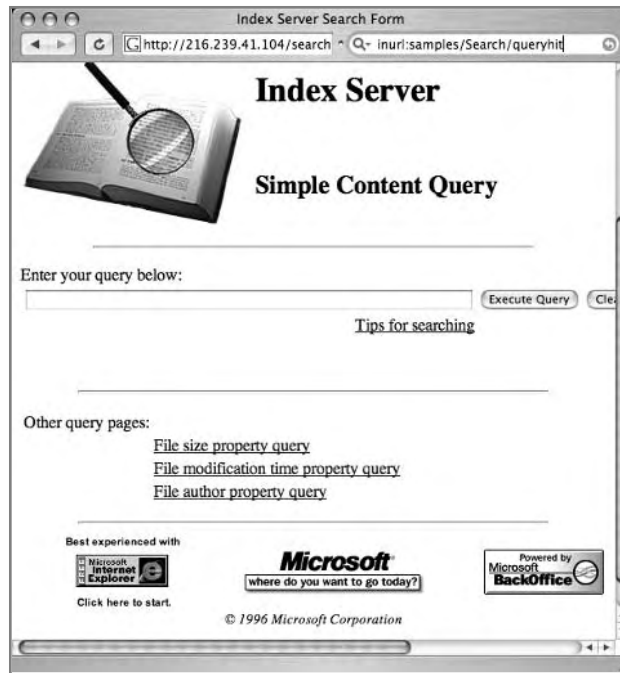 Index Server Search Form
G http://216.239.41.104/search
inurl:samples/Search/queryhit
Index Server
Simple Content Query
Enter your query below:
Execute Query
Cle
Tips for searching
Other query pages:
File size property query
File modification time property query
File author property query
Best experienced with
Microsoft
Internet
Explorer
Click here to start.
Microsoft
where do you want to go today?
Powered by
Microsoft
BackOffice
© 1996 Microsoft Corporation